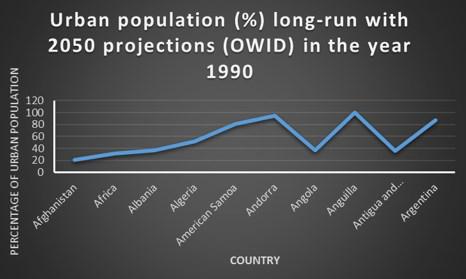 Urban population (%) long-run with
2050 projections (OWID) in the year
1990
PERCENTAGE OF URBAN POPULATION
120
100
80
60
40
20
0
Afghanistan
Africa
Albania
Algeria
American Samoa
Andorra
Angola
Anguilla
Antigua and...
Argentina
COUNTRY